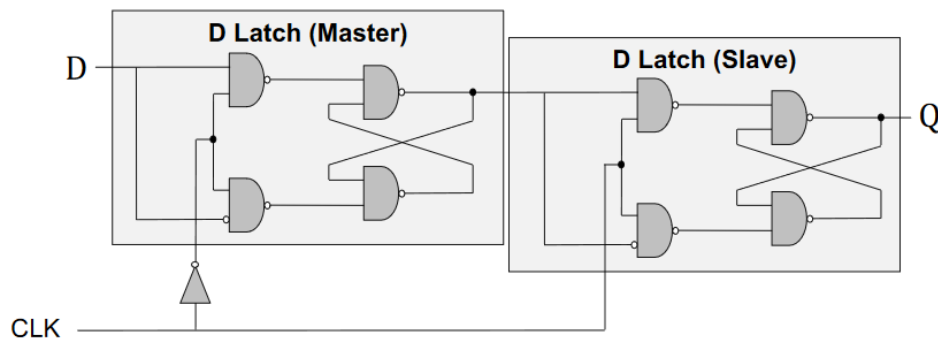 D Latch (Master)
D
D Latch (Slave)
Q
CLK